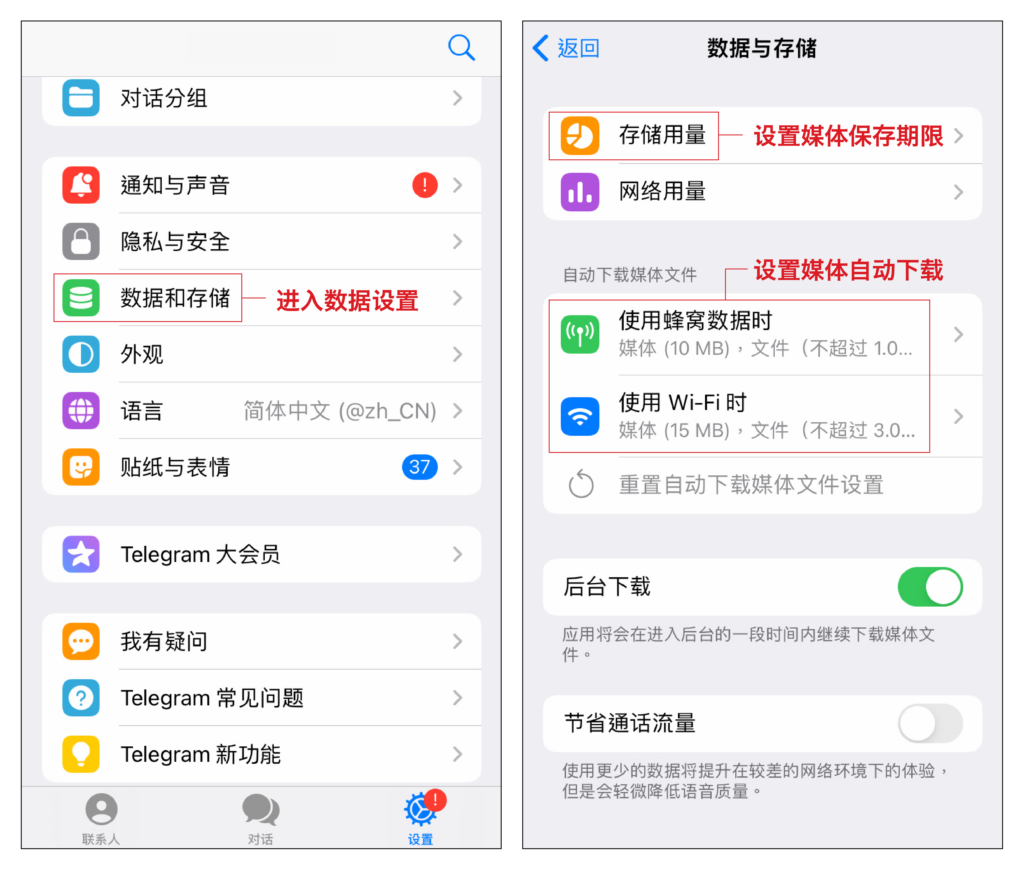 对话分组
通知与声音
!
隐私与安全
数据和存储
进入数据设置
外观
语言
简体中文 (@zh_CN)
贴纸与表情
37
Telegram 大会员
我有疑问
Telegram 常见问题
Telegram 新功能
联系人
对话
!
设置
返回
数据与存储
存储用量
设置媒体保存期限
网络用量
自动下载媒体文件
设置媒体自动下载
使用蜂窝数据时
媒体 (10 MB)，文件（不超过 1.0...
使用 Wi-Fi 时
媒体 (15 MB)，文件（不超过 3.0...
重置自动下载媒体文件设置
后台下载
应用将会在进入后台的一段时间内继续下载媒体文
件。
节省通话流量
使用更少的数据将提升在较差的网络环境下的体验，
但是会轻微降低语音质量。